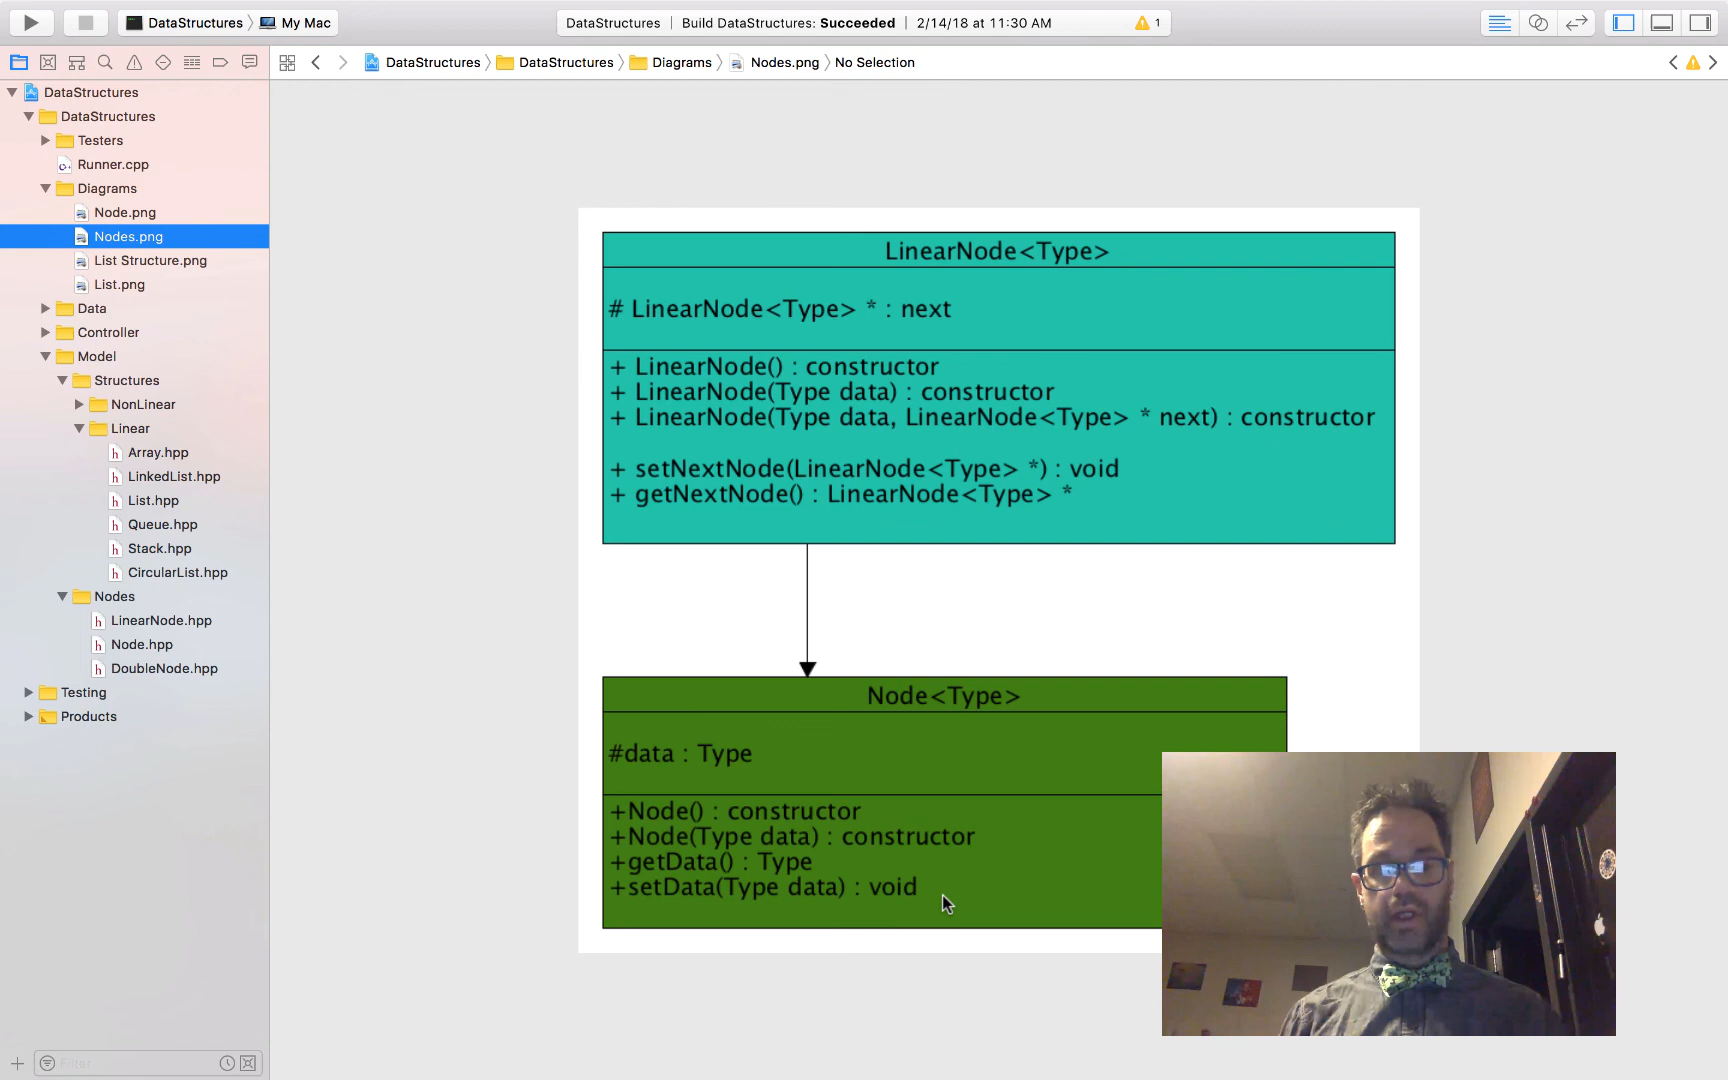 DataStructures My Mac
DataStructures Build DataStructures: Succeeded 2/14/18 at 11:30 AM 1
DataStructures DataStructures Diagrams Nodes.png No Selection
DataStructures
DataStructures
Testers
Runner.cpp
Diagrams
Node.png
Nodes.png
List Structure.png
List.png
Data
Controller
Model
Structures
NonLinear
Linear
Array.hpp
LinkedList.hpp
List.hpp
Queue.hpp
Stack.hpp
CircularList.hpp
Nodes
LinearNode.hpp
Node.hpp
DoubleNode.hpp
Testing
Products
Filter
LinearNode<Type>
# LinearNode<Type> * : next
+ LinearNode() : constructor
+ LinearNode(Type data) : constructor
+ LinearNode(Type data, LinearNode<Type> * next) : constructor
+ setNextNode(LinearNode<Type> *) : void
+ getNextNode() : LinearNode<Type> *
Node<Type>
#data : Type
+Node() : constructor
+Node(Type data) : constructor
+getData() : Type
+setData(Type data) : void